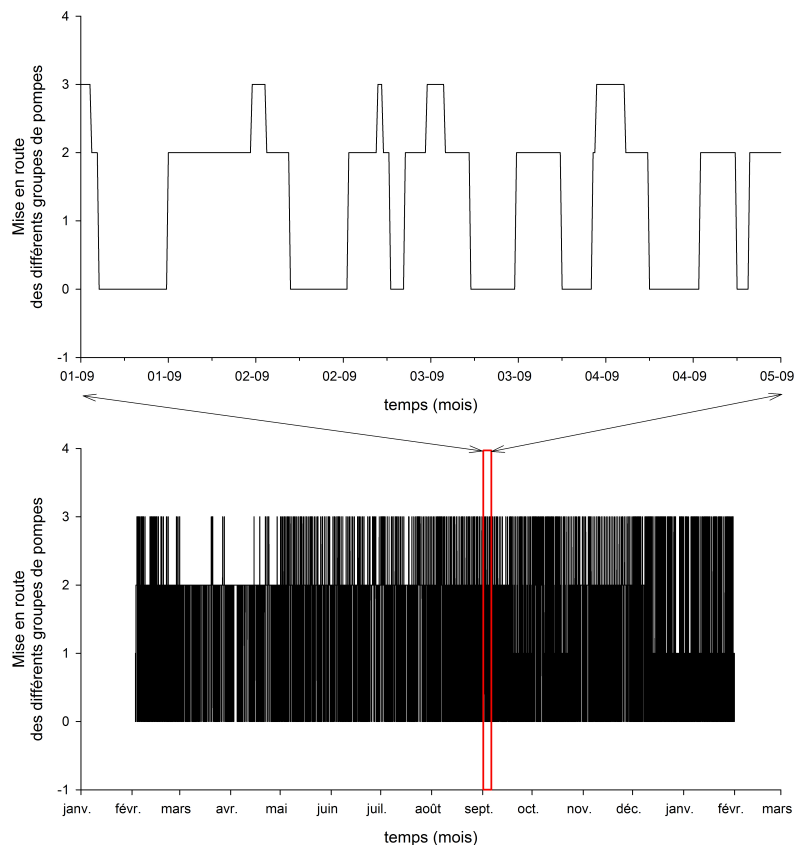 4
3
2
1
0
-1
Mise en route
des différents groupes de pompes
01-09 01-09 02-09 02-09 03-09 03-09 04-09 04-09 05-09
temps (mois)
4
3
2
1
0
-1
Mise en route
des différents groupes de pompes
janv. févr. mars avr. mai juin juil. août sept. oct. nov. déc. janv. févr. mars
temps (mois)